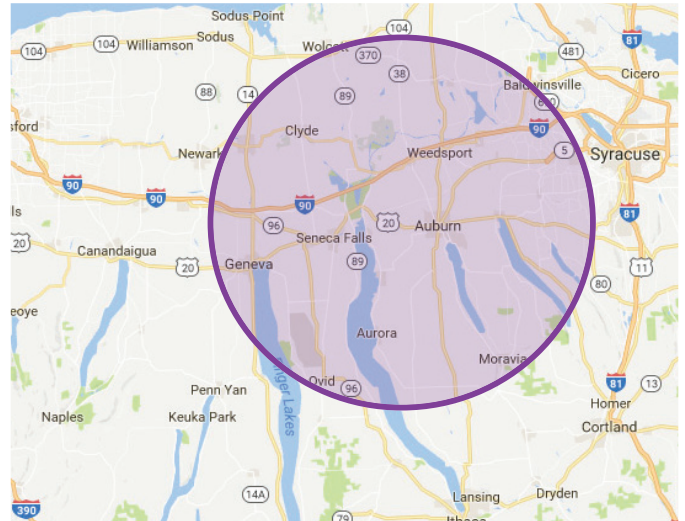 Sodus Point
104
Wolcott
481
81
104
104
Williamson
Sodus
370
38
Cicero
88
14
89
Baldwinsville
690
sford
Clyde
90
Newark
Weedsport
5
Syracuse
90
90
90
ls
96
20
Auburn
81
20
Canandaigua
Seneca Falls
20
Geneva
89
11
80
eoye
Aurora
Moravia
Finger Lakes
Ovid
96
81
13
Penn Yan
Homer
Naples
Keuka Park
Cortland
14A
Lansing
Dryden
390
79
Ithaca